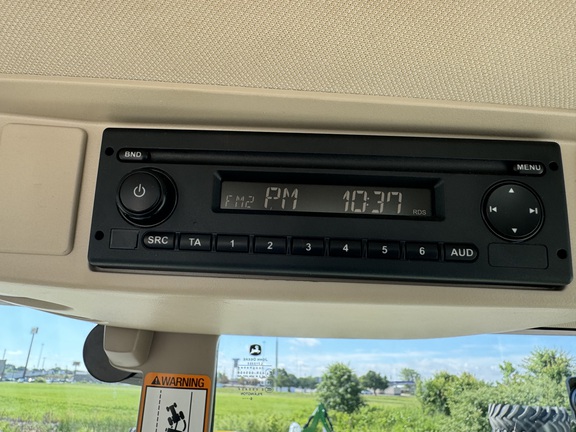 BND
MENU
FM2 PM 10:37 RDS
SRC TA 1 2 3 4 5 6 AUD
WARNING